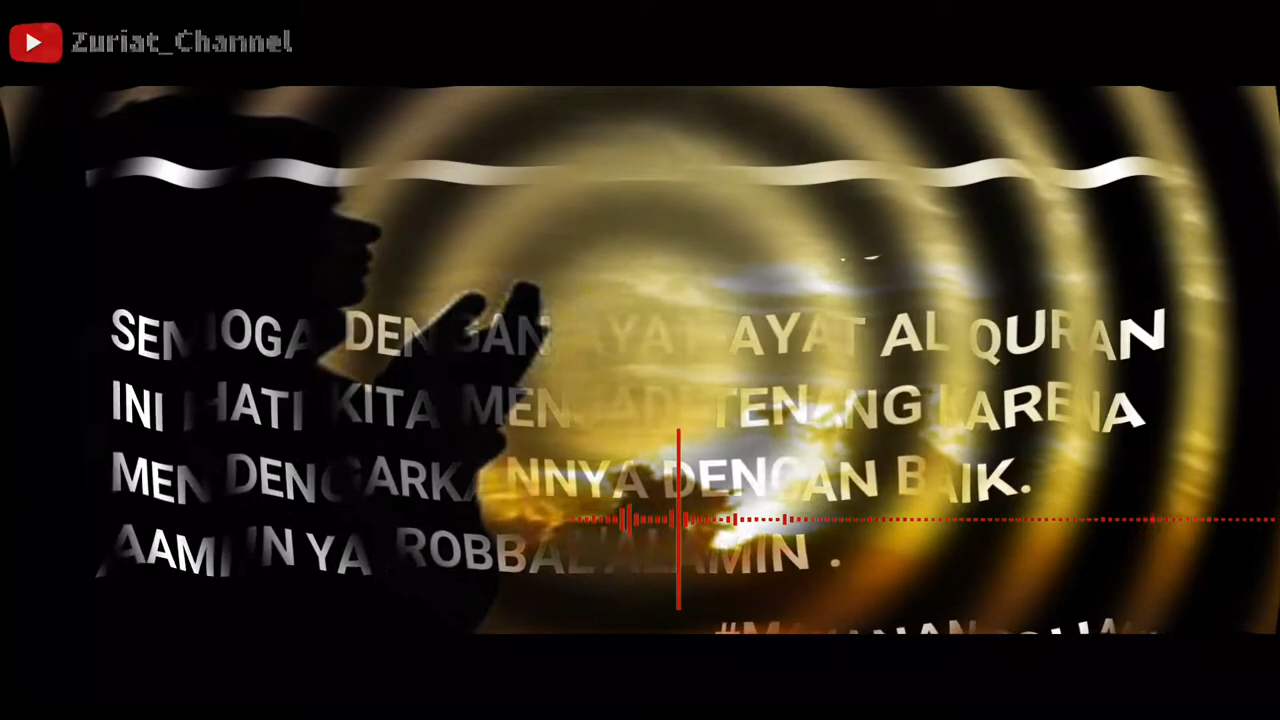 Zuriat_Channel
SEMOGA DENGAN AYAT AYAT AL QURAN
INI HATI KITA MENJADI TENANG KARENA
MENDENGARKANNYA DENGAN BAIK.
AAMIIN YA ROBBAL ALAMIN .